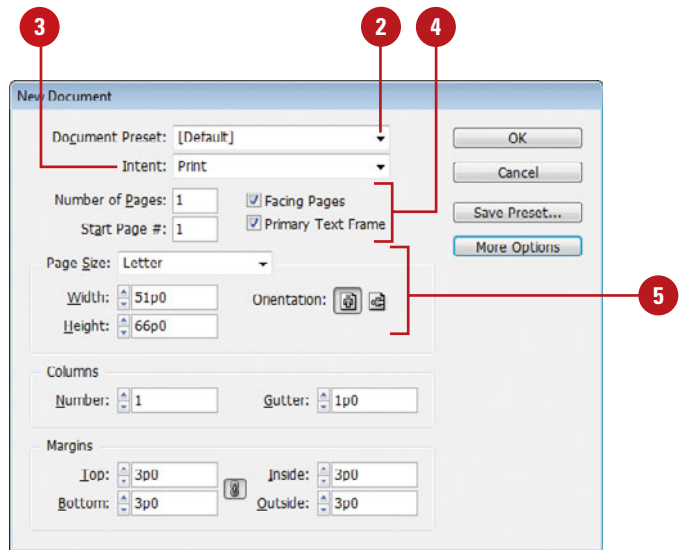 3 2 4
New Document
Document Preset: [Default]
OK
Intent: Print
Cancel
Number of Pages: 1
Facing Pages
Save Preset...
Start Page #: 1
Primary Text Frame
More Options
Page Size: Letter
Width: 51p0
Orientation:
5
Height: 66p0
Columns
Number: 1
Gutter: 1p0
Margins
Top: 3p0
Inside: 3p0
Bottom: 3p0
Outside: 3p0